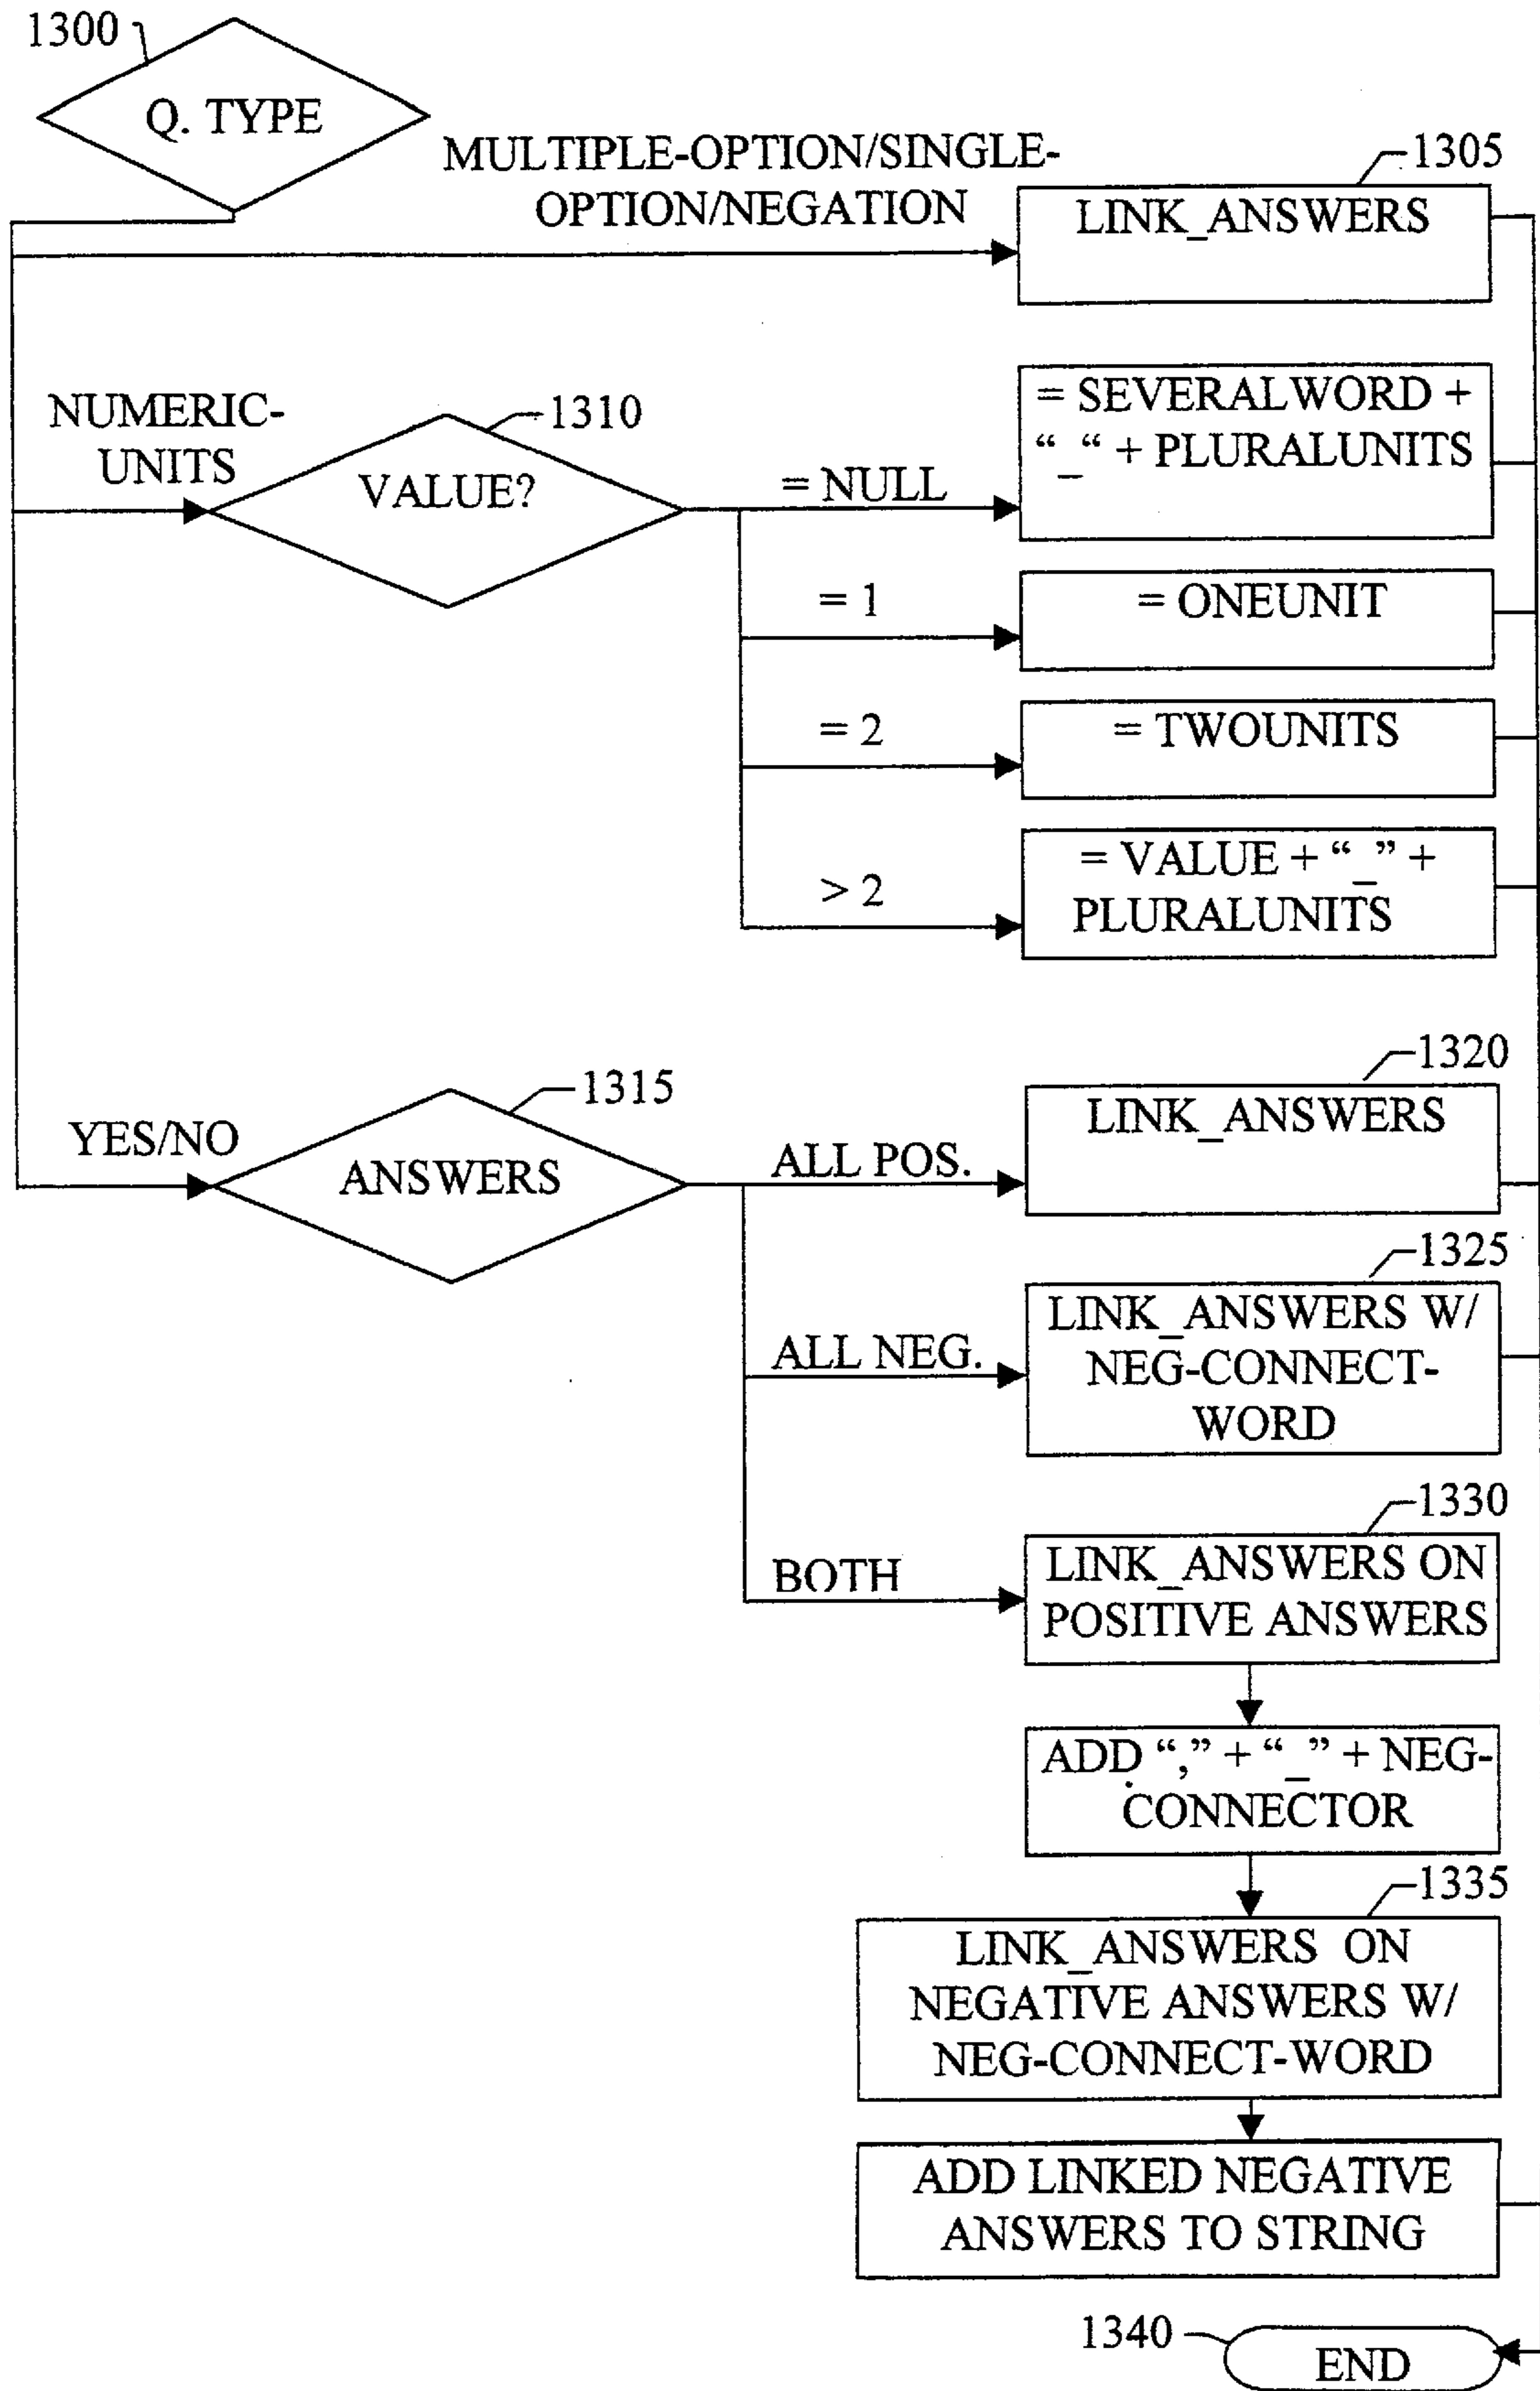 1300
Q. TYPE
MULTIPLE-OPTION/SINGLE-
OPTION/NEGATION
1305
LINK_ANSWERS
NUMERIC-
UNITS
1310
VALUE?
= NULL
= SEVERALWORD +
“_“ + PLURALUNITS
= 1
= ONEUNIT
= 2
= TWOUNITS
> 2
= VALUE + “_” +
PLURALUNITS
YES/NO
1315
ANSWERS
ALL POS.
1320
LINK_ANSWERS
ALL NEG.
1325
LINK_ANSWERS W/
NEG-CONNECT-
WORD
BOTH
1330
LINK_ANSWERS ON
POSITIVE ANSWERS
ADD “,” + “_” + NEG-
CONNECTOR
1335
LINK_ANSWERS ON
NEGATIVE ANSWERS W/
NEG-CONNECT-WORD
ADD LINKED NEGATIVE
ANSWERS TO STRING
1340
END